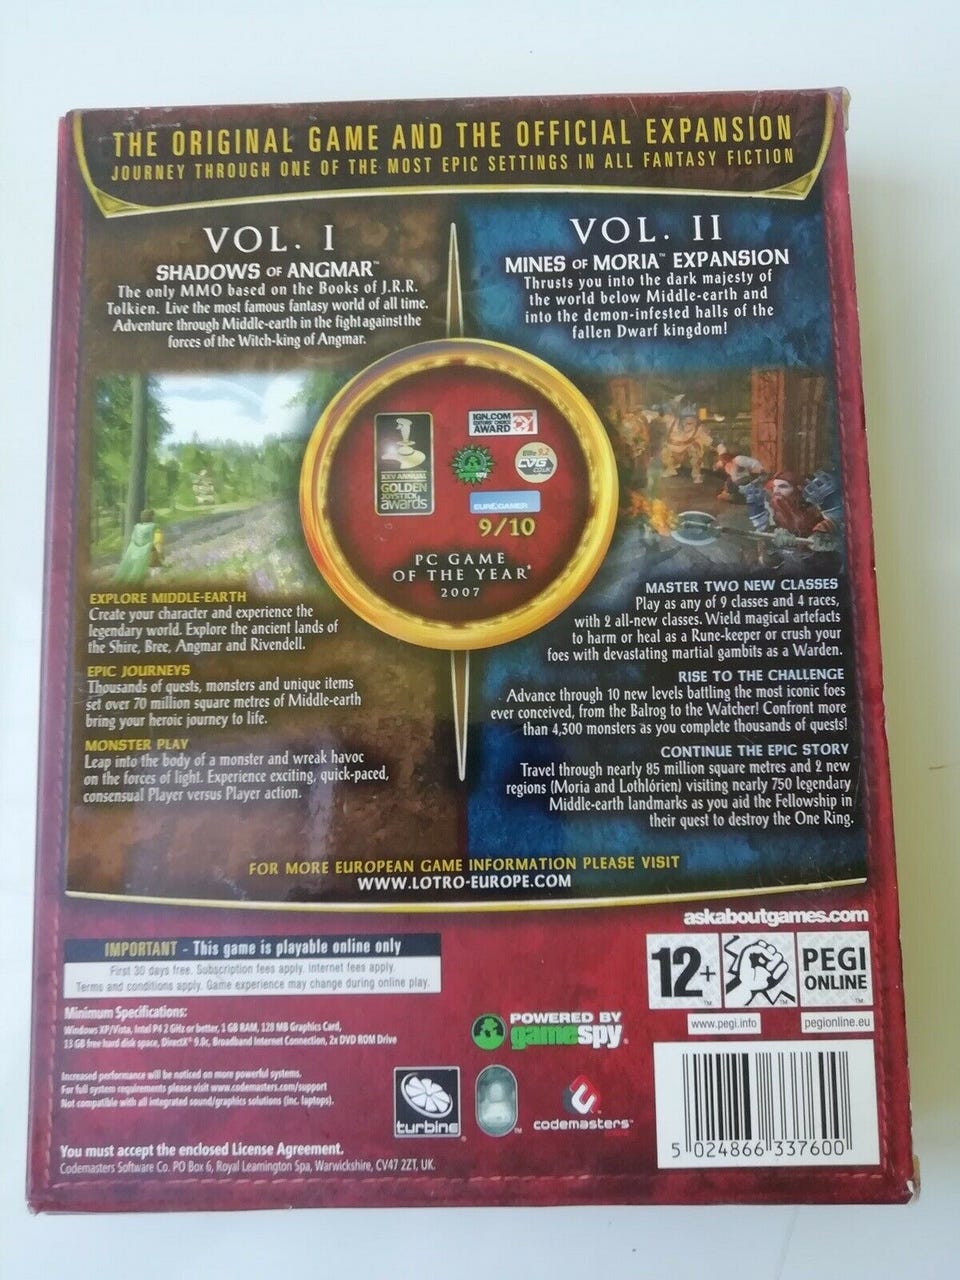 THE ORIGINAL GAME AND THE OFFICIAL EXPANSION
JOURNEY THROUGH ONE OF THE MOST EPIC SETTINGS IN ALL FANTASY FICTION
VOL. I
SHADOWS OF ANGMAR™
The only MMO based on the Books of J.R.R.
Tolkien. Live the most famous fantasy world of all time.
Adventure through Middle-earth in the fight against the
forces of the Witch-king of Angmar.
VOL. II
MINES OF MORIA™ EXPANSION
Thrusts you into the dark majesty of
the world below Middle-earth and
into the demon-infested halls of the
fallen Dwarf kingdom!
XXV ANNUAL
GOLDEN
JOYSTICK
awards
IGN.COM
EDITORS' CHOICE
AWARD
Elite 9.2
CVG
CO.UK
EUROGAMER
9/10
PC GAME
OF THE YEAR*
2007
EXPLORE MIDDLE-EARTH
Create your character and experience the
legendary world. Explore the ancient lands of
the Shire, Bree, Angmar and Rivendell.
EPIC JOURNEYS
Thousands of quests, monsters and unique items
set over 70 million square metres of Middle-earth
bring your heroic journey to life.
MONSTER PLAY
Leap into the body of a monster and wreak havoc
on the forces of light. Experience exciting, quick-paced,
consensual Player versus Player action.
MASTER TWO NEW CLASSES
Play as any of 9 classes and 4 races,
with 2 all-new classes. Wield magical artefacts
to harm or heal as a Rune-keeper or crush your
foes with devastating martial gambits as a Warden.
RISE TO THE CHALLENGE
Advance through 10 new levels battling the most iconic foes
ever conceived, from the Balrog to the Watcher! Confront more
than 4,300 monsters as you complete thousands of quests!
CONTINUE THE EPIC STORY
Travel through nearly 85 million square metres and 2 new
regions (Moria and Lothlórien) visiting nearly 750 legendary
Middle-earth landmarks as you aid the Fellowship in
their quest to destroy the One Ring.
FOR MORE EUROPEAN GAME INFORMATION PLEASE VISIT
WWW.LOTRO-EUROPE.COM
askaboutgames.com
IMPORTANT - This game is playable online only
First 30 days free. Subscription fees apply. Internet fees apply.
Terms and conditions apply. Game experience may change during online play.
12+
PEGI
ONLINE
www.pegi.info
pegionline.eu
Minimum Specifications:
Windows XP/Vista, Intel P4 2 GHz or better, 1 GB RAM, 128 MB Graphics Card,
13 GB free hard disk space, DirectX® 9.0c, Broadband Internet Connection, 2x DVD ROM Drive
POWERED BY
gamespy®
Increased performance will be noticed on more powerful systems.
For full system requirements please visit www.codemasters.com/support
Not compatible with all integrated sound/graphics solutions (inc. laptops).
turbine
codemasters™
You must accept the enclosed License Agreement.
Codemasters Software Co. PO Box 6, Royal Leamington Spa, Warwickshire, CV47 2ZT, UK.
5 024866 337600